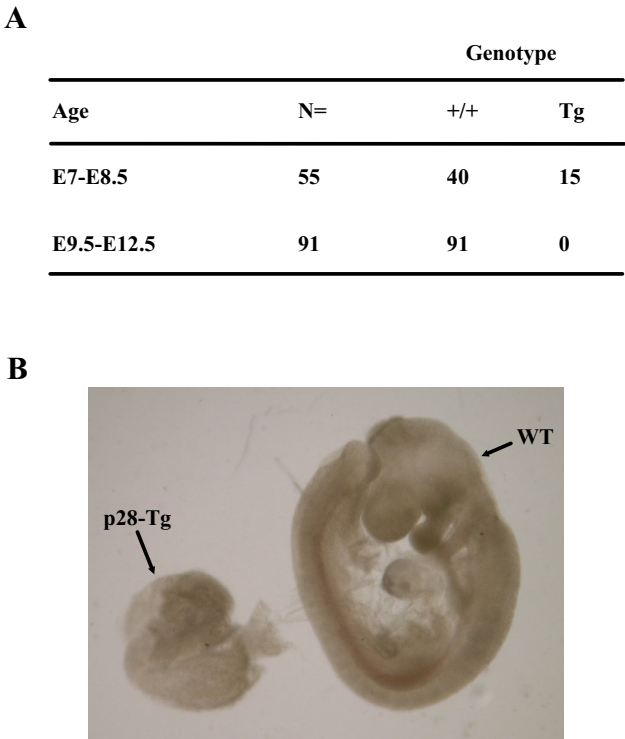 A
Genotype
Age N= +/+ Tg
E7-E8.5 55 40 15
E9.5-E12.5 91 91 0
B
WT
p28-Tg